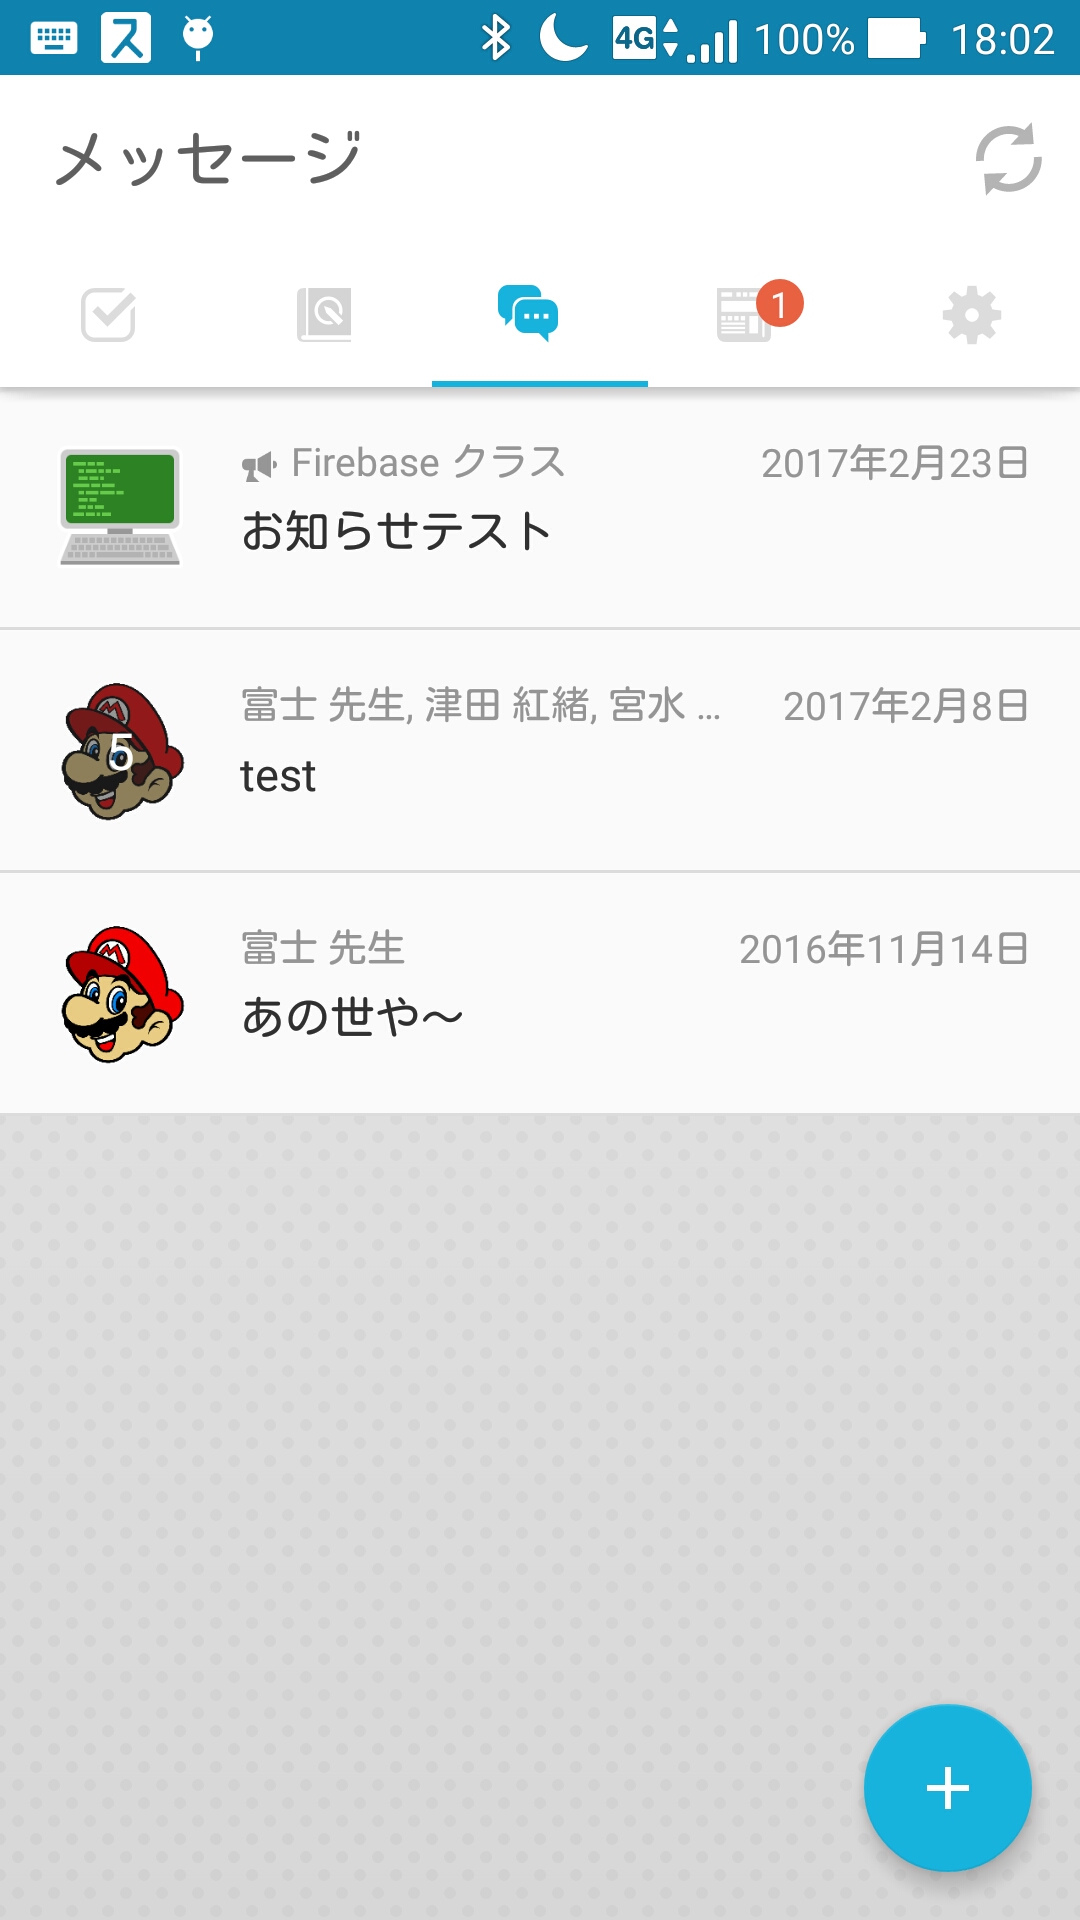 ス 4G 100% 18:02
メッセージ
1
Firebase クラス 2017年2月23日
お知らせテスト
富士 先生, 津田 紅緒, 宮水 ... 2017年2月8日
5
test
富士 先生 2016年11月14日
あの世や〜